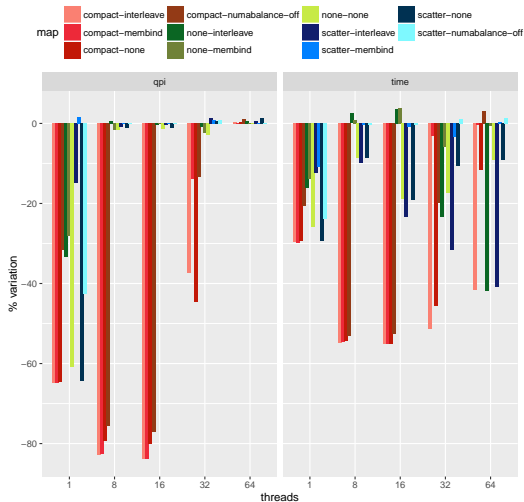 map
compact−interleave
compact−numabalance−off
none−none
scatter−none
compact−membind
none−interleave
scatter−interleave
scatter−numabalance−off
compact−none
none−membind
scatter−membind
qpi
time
% variation
0
−20
−40
−60
−80
1
8
16
32
64
1
8
16
32
64
threads